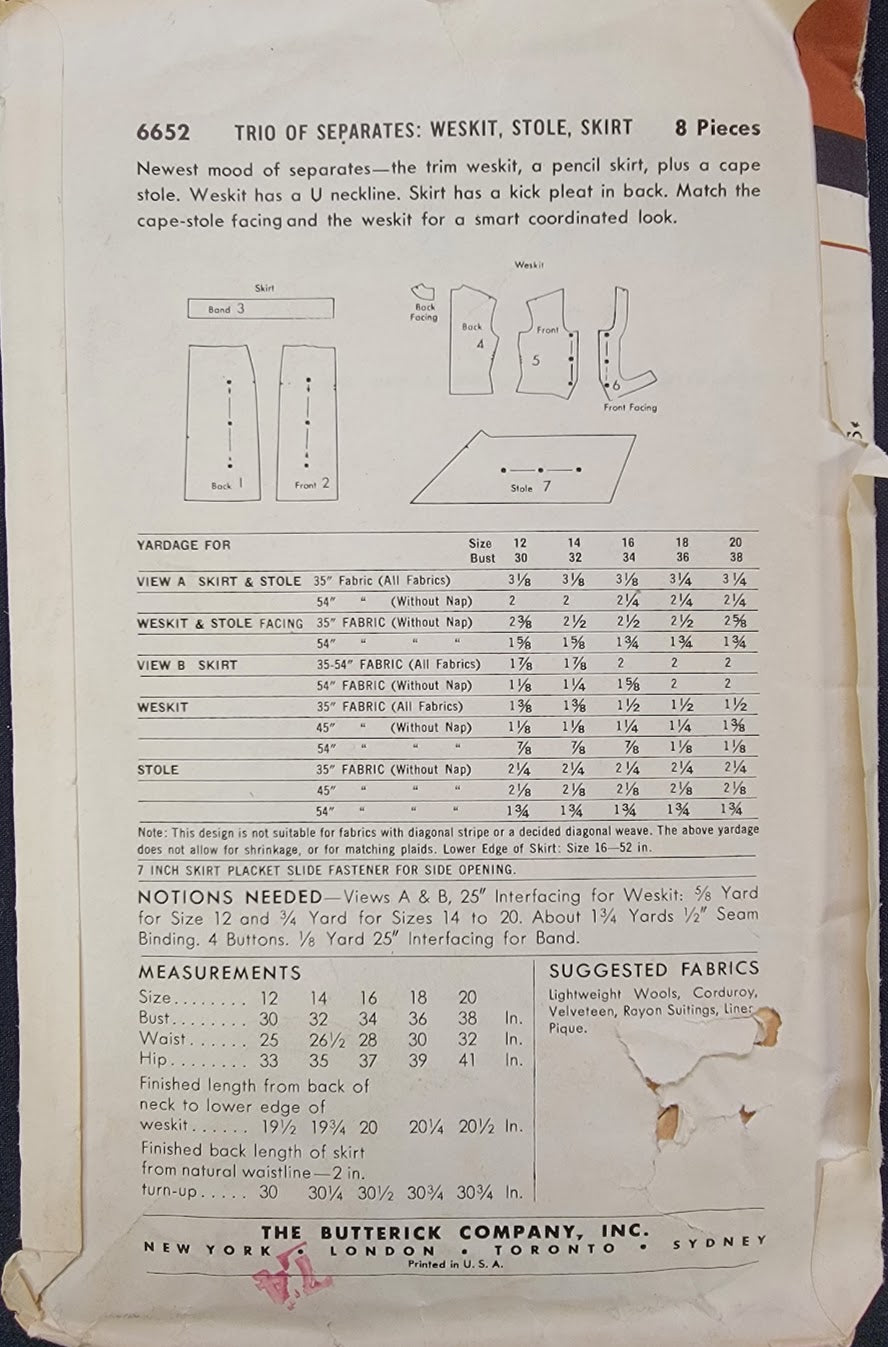 6652 TRIO OF SEPARATES: WESKIT, STOLE, SKIRT 8 Pieces
Newest mood of separates—the trim weskit, a pencil skirt, plus a cape
stole. Weskit has a U neckline. Skirt has a kick pleat in back. Match the
cape-stole facing and the weskit for a smart coordinated look.
Skirt
Band 3
Back 1
Front 2
Weskit
Back
Facing
Back
4
Front
5
6
Front Facing
Stole 7
YARDAGE FOR Size 12 14 16 18 20
Bust 30 32 34 36 38
VIEW A SKIRT & STOLE 35″ Fabric (All Fabrics) 3⅛ 3⅛ 3⅛ 3¼ 3¼
54″ " (Without Nap) 2 2 2¼ 2¼ 2¼
WESKIT & STOLE FACING 35″ FABRIC (Without Nap) 2⅜ 2½ 2½ 2½ 2⅝
54″ " " " 1⅝ 1⅝ 1¾ 1¾ 1¾
VIEW B SKIRT 35-54″ FABRIC (All Fabrics) 1⅞ 1⅞ 2 2 2
54″ FABRIC (Without Nap) 1⅛ 1¼ 1⅝ 2 2
WESKIT 35″ FABRIC (All Fabrics) 1⅜ 1⅜ 1½ 1½ 1½
45″ " (Without Nap) 1⅛ 1⅛ 1¼ 1¼ 1⅜
54″ " " " ⅞ ⅞ ⅞ 1⅛ 1⅛
STOLE 35″ FABRIC (Without Nap) 2¼ 2¼ 2¼ 2¼ 2¼
45″ " " " 2⅛ 2⅛ 2⅛ 2⅛ 2⅛
54″ " " " 1¾ 1¾ 1¾ 1¾ 1¾
Note: This design is not suitable for fabrics with diagonal stripe or a decided diagonal weave. The above yardage
does not allow for shrinkage, or for matching plaids. Lower Edge of Skirt: Size 16—52 in.
7 INCH SKIRT PLACKET SLIDE FASTENER FOR SIDE OPENING.
NOTIONS NEEDED—Views A & B, 25″ Interfacing for Weskit: ⅝ Yard
for Size 12 and ¾ Yard for Sizes 14 to 20. About 1¾ Yards ½″ Seam
Binding. 4 Buttons. ⅛ Yard 25″ Interfacing for Band.
MEASUREMENTS
Size........ 12 14 16 18 20
Bust........ 30 32 34 36 38 In.
Waist...... 25 26½ 28 30 32 In.
Hip........ 33 35 37 39 41 In.
Finished length from back of
neck to lower edge of
weskit...... 19½ 19¾ 20 20¼ 20½ In.
Finished back length of skirt
from natural waistline—2 in.
turn-up..... 30 30¼ 30½ 30¾ 30¾ In.
SUGGESTED FABRICS
Lightweight Wools, Corduroy,
Velveteen, Rayon Suitings,
Pique.
THE BUTTERICK COMPANY, INC.
NEW YORK • LONDON • TORONTO • SYDNEY
Printed in U. S. A.